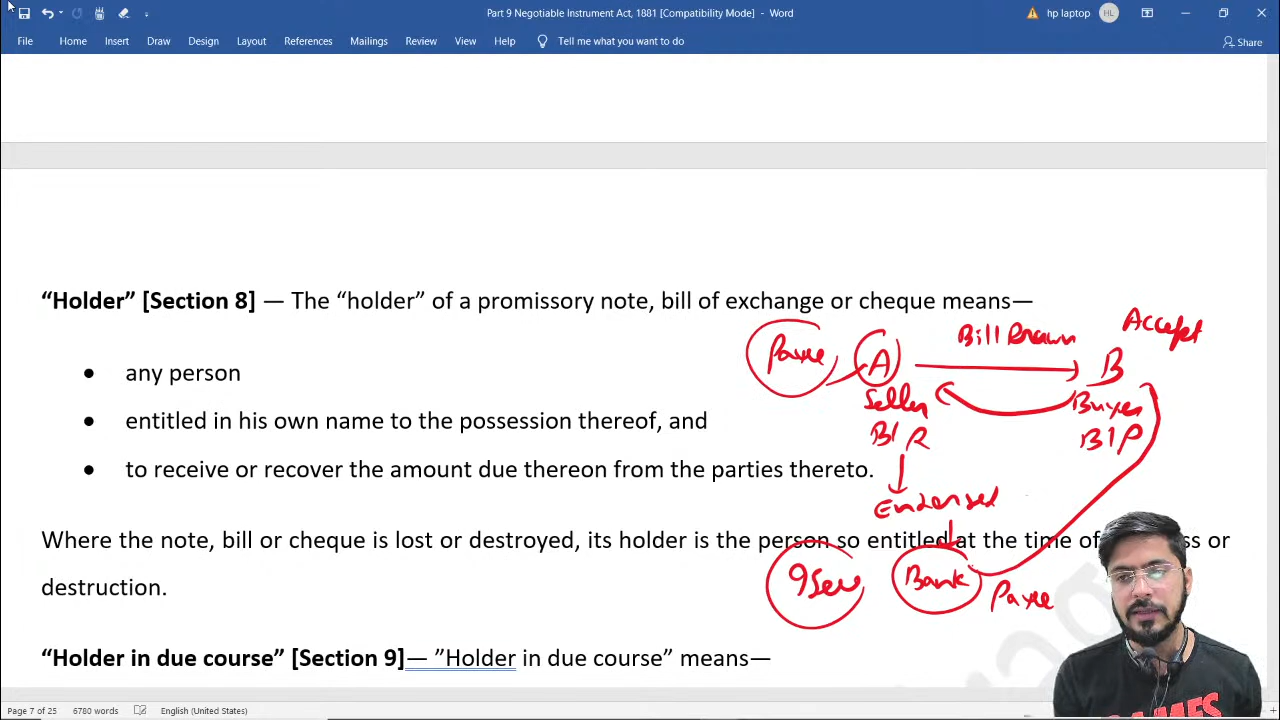 Part 9 Negotiable Instrument Act, 1881 [Compatibility Mode] - Word
hp laptop HL
File Home Insert Draw Design Layout References Mailings Review View Help Tell me what you want to do Share
“Holder” [Section 8] — The “holder” of a promissory note, bill of exchange or cheque means—
• any person
• entitled in his own name to the possession thereof, and
• to receive or recover the amount due thereon from the parties thereto.
Bill Drawn Accept
Payee A B
Seller Buyer
B/R B/P
Endorsed
Where the note, bill or cheque is lost or destroyed, its holder is the person so entitled at the time of or
destruction.
Bank
Payee
“Holder in due course” [Section 9]— ”Holder in due course” means—
GAMES
Page 7 of 25 6780 words English (United States)